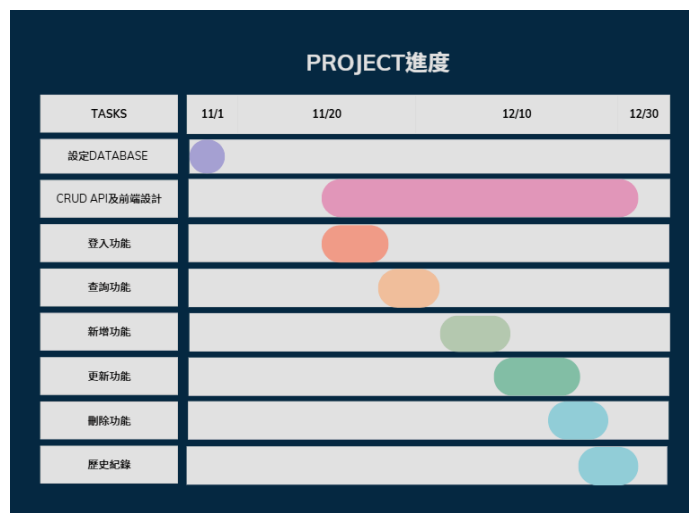 PROJECT進度
TASKS 11/1 11/20 12/10 12/30
設定DATABASE
CRUD API及前端設計
登入功能
查詢功能
新增功能
更新功能
刪除功能
歷史紀錄